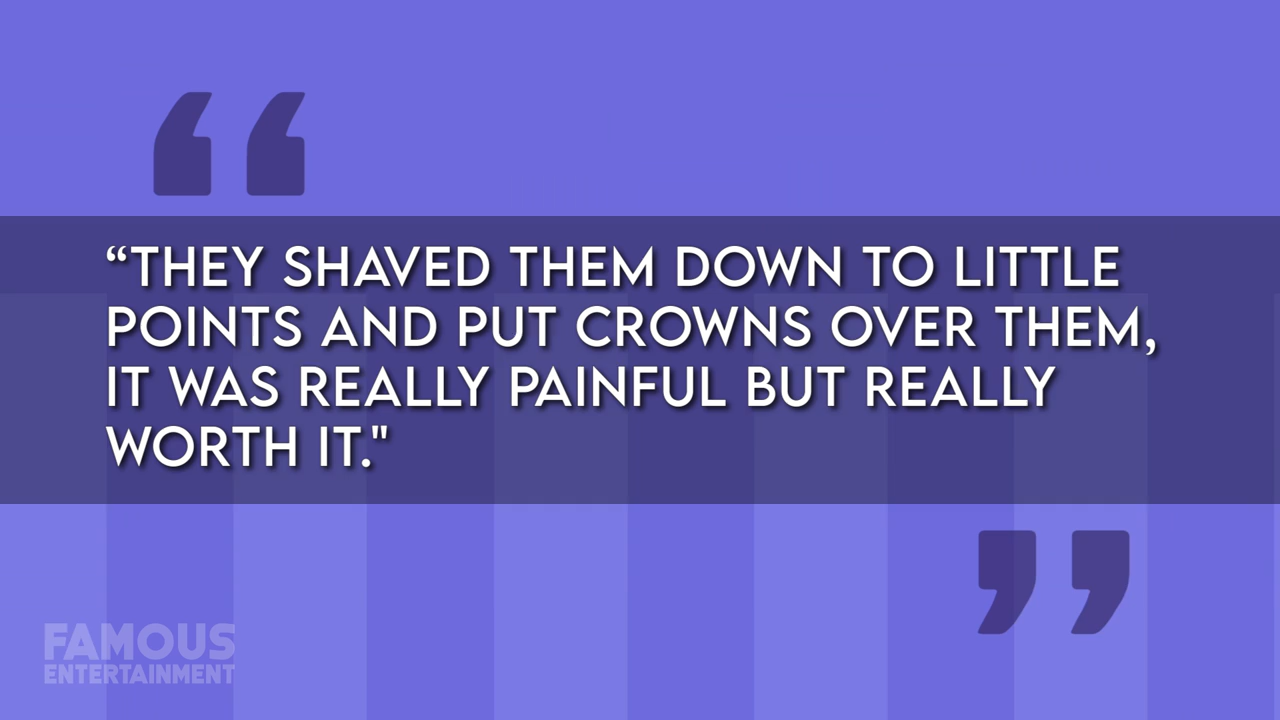 “THEY SHAVED THEM DOWN TO LITTLE
POINTS AND PUT CROWNS OVER THEM,
IT WAS REALLY PAINFUL BUT REALLY
WORTH IT."
FAMOUS
ENTERTAINMENT